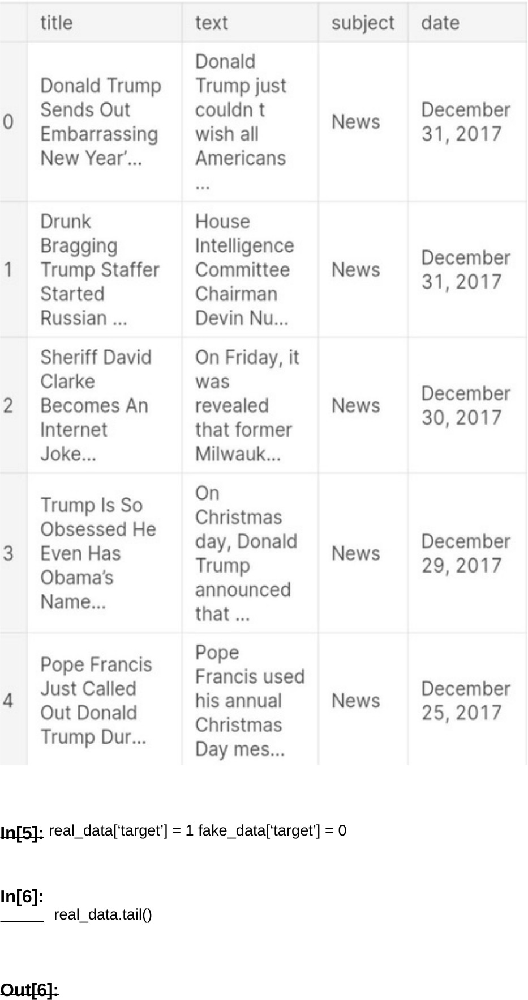 title text subject date
0 Donald Trump Sends Out Embarrassing New Year’... Donald Trump just couldn t wish all Americans ... News December 31, 2017
1 Drunk Bragging Trump Staffer Started Russian ... House Intelligence Committee Chairman Devin Nu... News December 31, 2017
2 Sheriff David Clarke Becomes An Internet Joke... On Friday, it was revealed that former Milwauk... News December 30, 2017
3 Trump Is So Obsessed He Even Has Obama’s Name... On Christmas day, Donald Trump announced that ... News December 29, 2017
4 Pope Francis Just Called Out Donald Trump Dur... Pope Francis used his annual Christmas Day mes... News December 25, 2017
In[5]: real_data[‘target’] = 1 fake_data[‘target’] = 0
In[6]:
real_data.tail()
Out[6]: